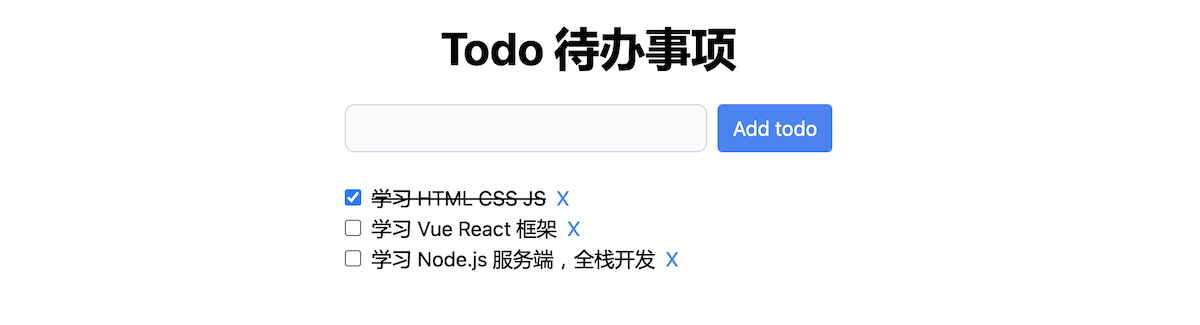 Todo 待办事项
Add todo
学习 HTML CSS JS X
学习 Vue React 框架 X
学习 Node.js 服务端，全栈开发 X